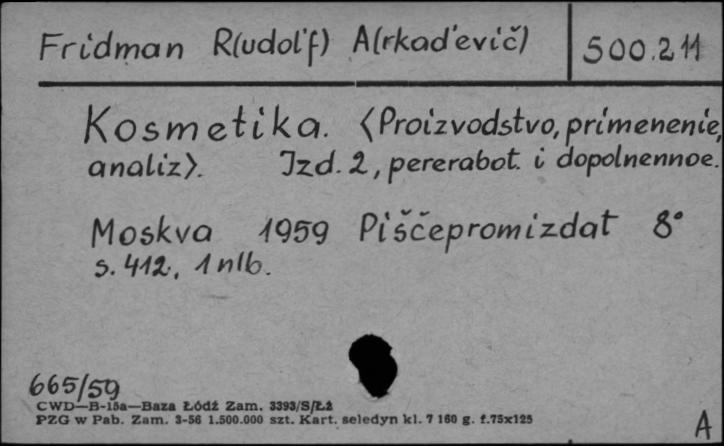 Fridman R(udol'f) A(rkad'evič) 500.211
Kosmetika. <Proizvodstvo, primenenie,
analiz>. Izd. 2, pererabot. i dopolnennoe.
Moskva 1959 Piščepromizdat 8°
s. 412, 1 nlb.
665/59
CWD—B-15a—Baza Łódź Zam. 3393/S/Łż
PZG w Pab. Zam. 3-56 1.500.000 szt. Kart. seledyn kl. 7 160 g. f.75x125
A